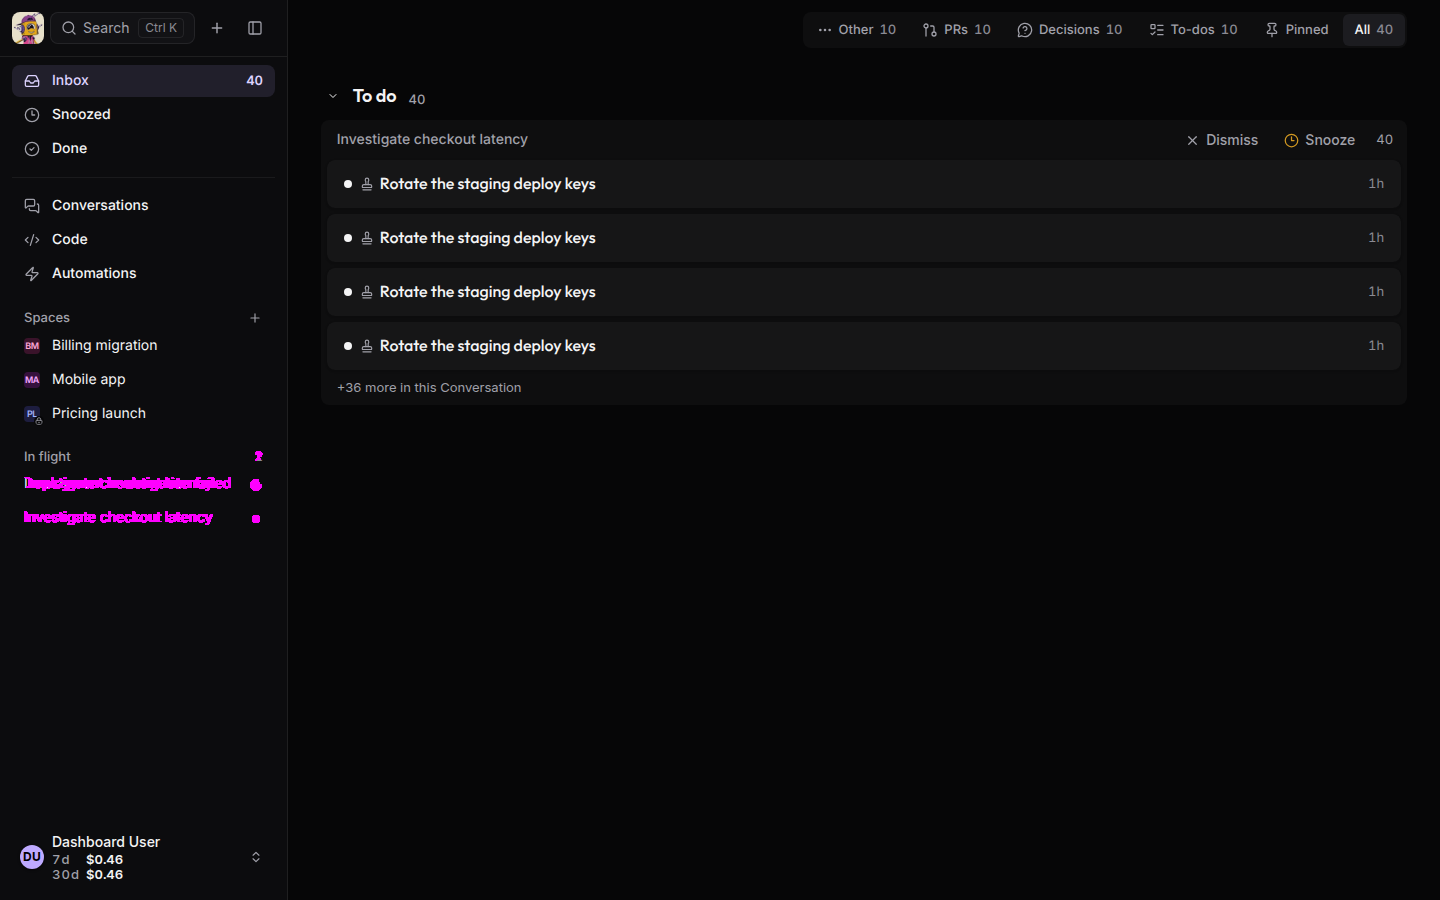 Search Ctrl K
Inbox 40
Snoozed
Done
Conversations
Code
Automations
Spaces
BM Billing migration
MA Mobile app
PL Pricing launch
In flight
Investigate checkout latency
DU Dashboard User
7d $0.46
30d $0.46
Other 10 PRs 10 Decisions 10 To-dos 10 Pinned All 40
To do 40
Investigate checkout latency Dismiss Snooze 40
Rotate the staging deploy keys 1h
Rotate the staging deploy keys 1h
Rotate the staging deploy keys 1h
Rotate the staging deploy keys 1h
+36 more in this Conversation